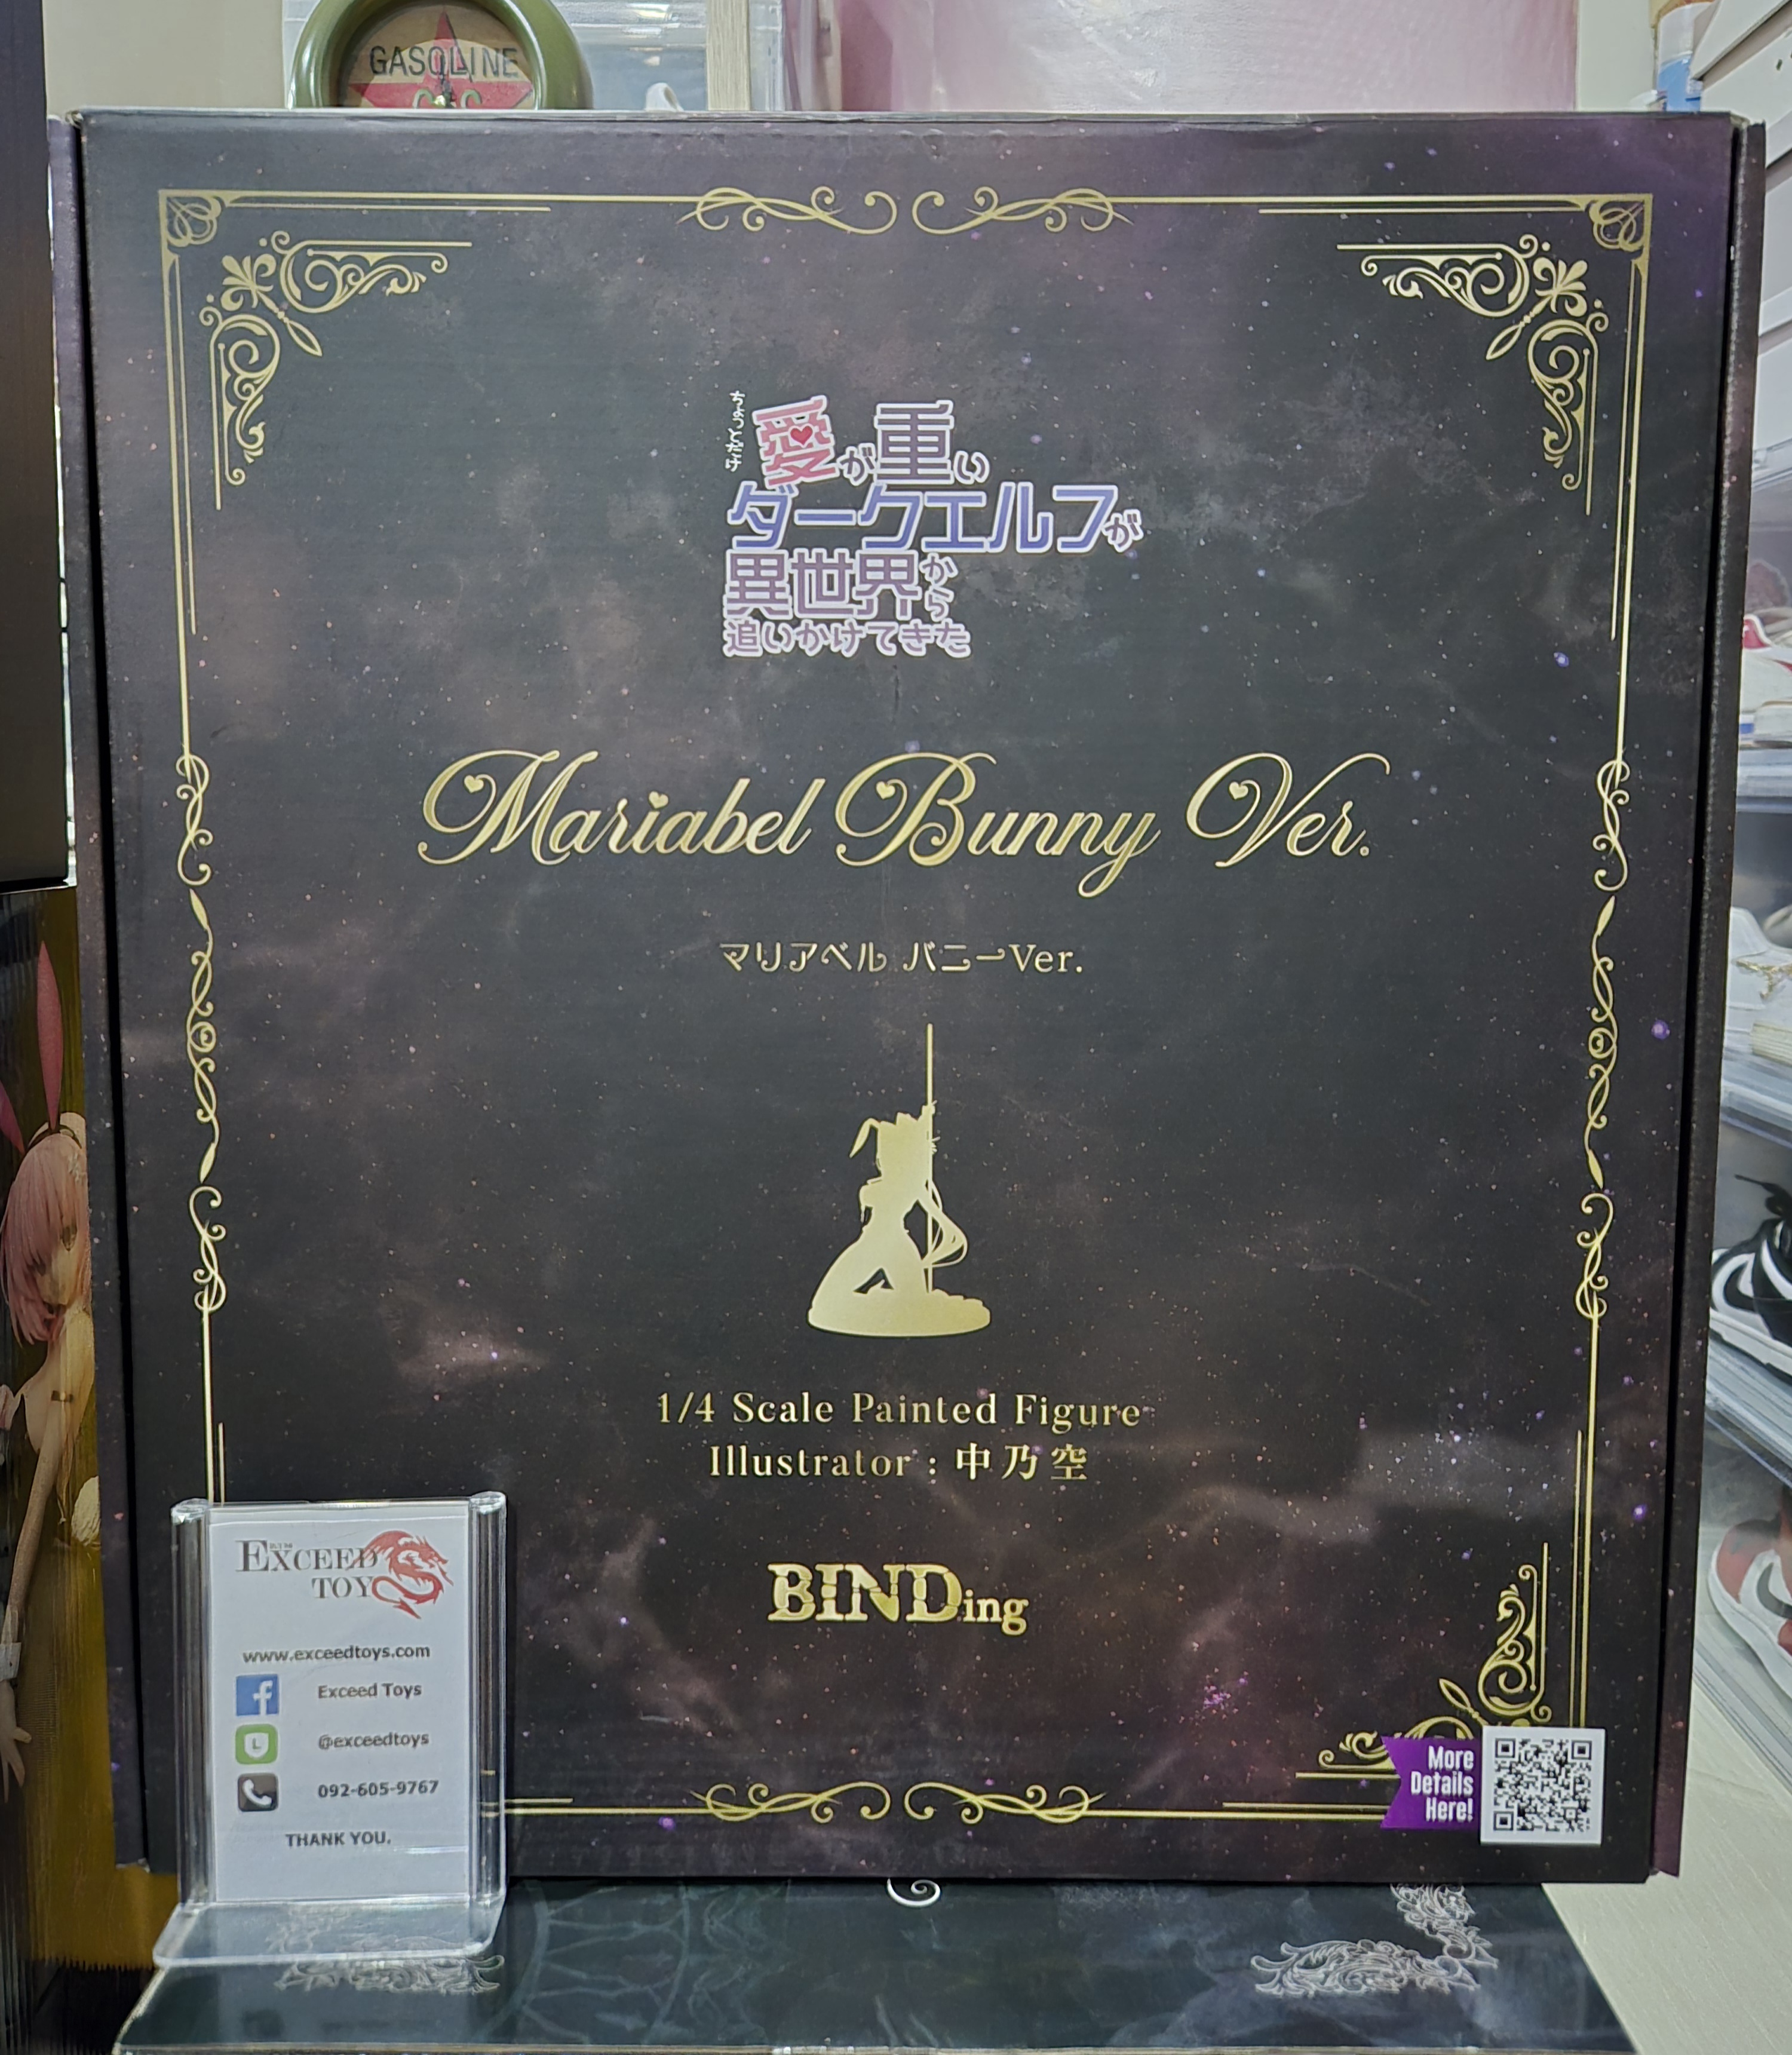 GASOLINE
ちょっとだけ
愛が重い
ダークエルフが
異世界から
追いかけてきた
Mariabel Bunny Ver.
マリアベル バニーVer.
1/4 Scale Painted Figure
Illustrator : 中乃空
BINDing
EXCEED
TOY
www.exceedtoys.com
Exceed Toys
@exceedtoys
092-605-9767
THANK YOU.
More
Details
Here!